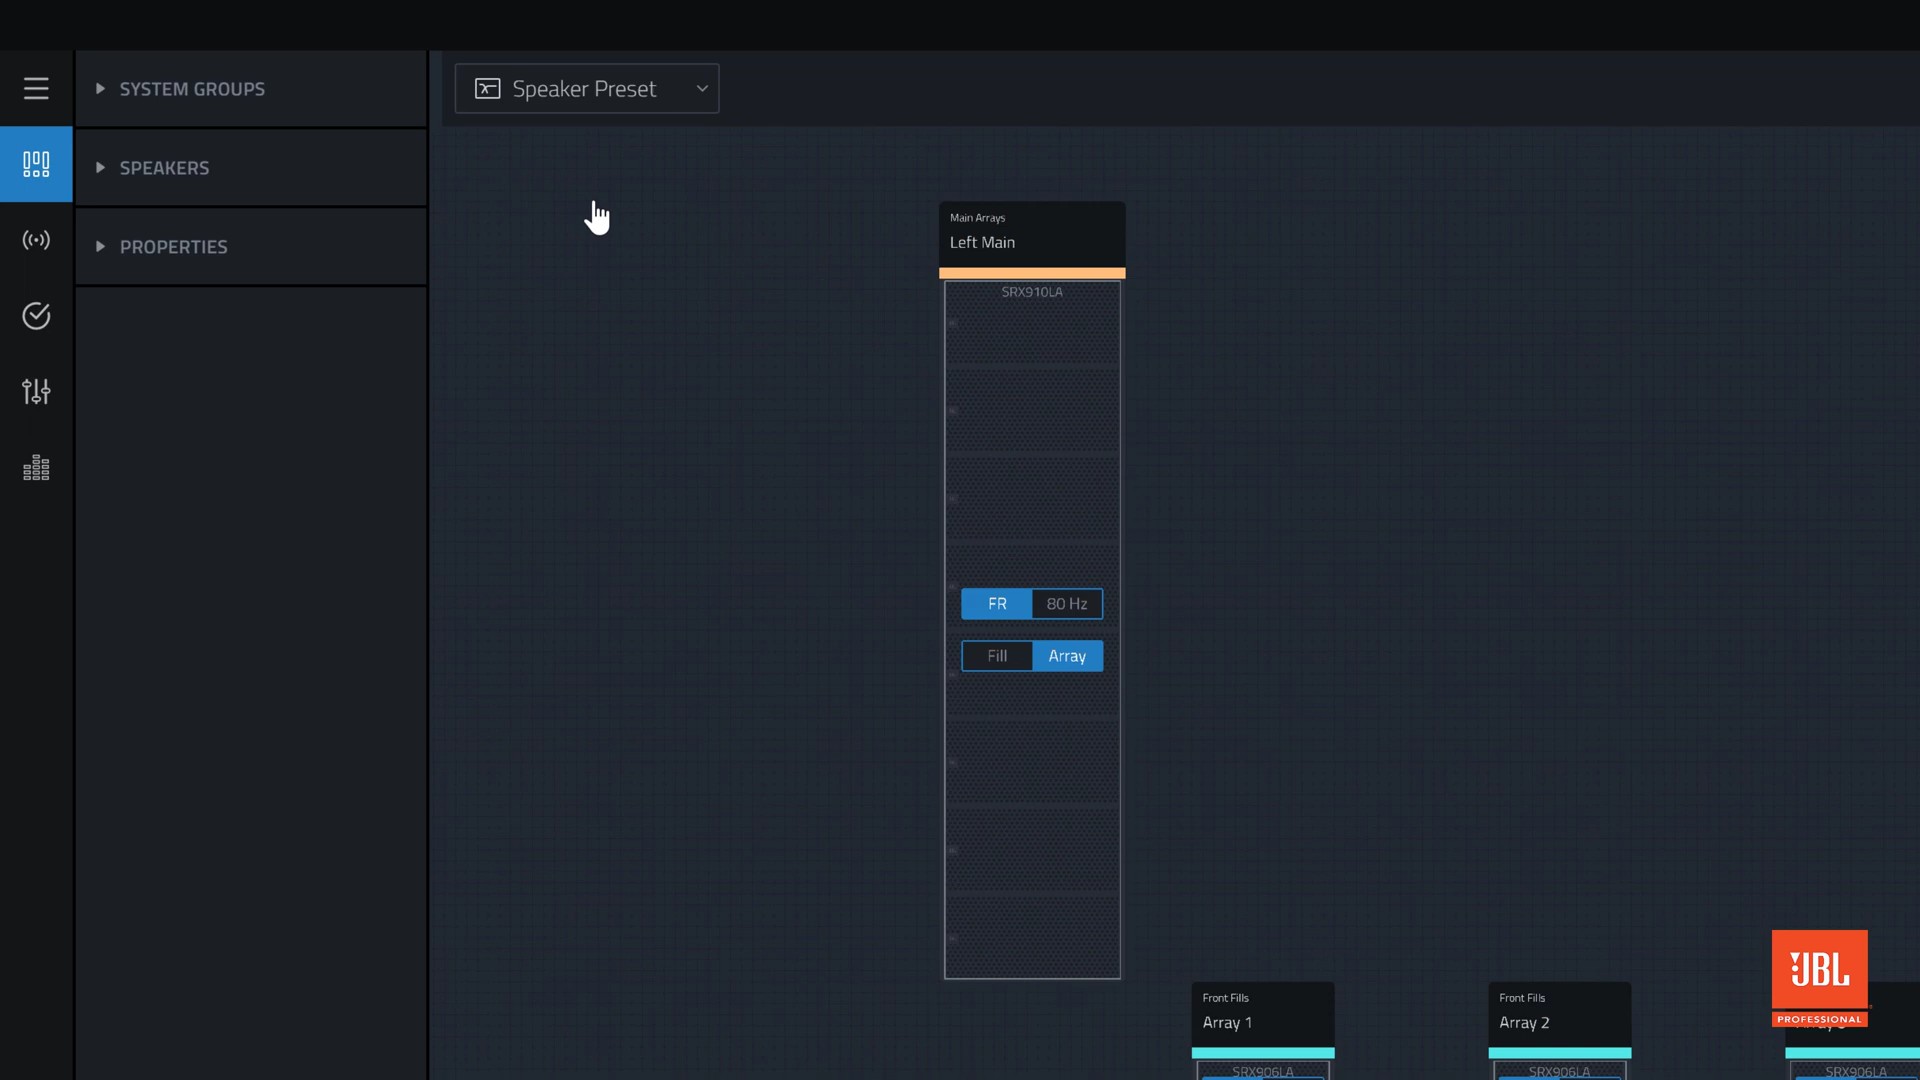 SYSTEM GROUPS
Speaker Preset
SPEAKERS
PROPERTIES
Main Arrays
Left Main
SRX910LA
FR
80 Hz
Fill
Array
Front Fills
Array 1
SRX906LA
Front Fills
Array 2
SRX906LA
SRX906LA
JBL
PROFESSIONAL